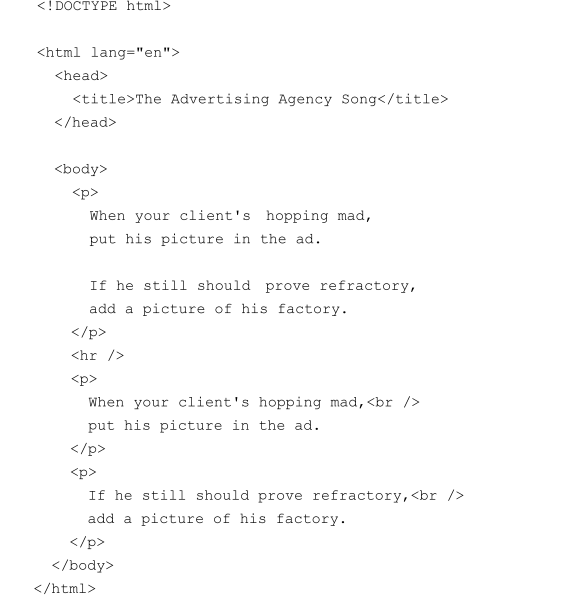 <!DOCTYPE html>
<html lang="en">
<head>
<title>The Advertising Agency Song</title>
</head>
<body>
<p>
When your client's hopping mad,
put his picture in the ad.
If he still should prove refractory,
add a picture of his factory.
</p>
<hr />
<p>
When your client's hopping mad,<br />
put his picture in the ad.
</p>
<p>
If he still should prove refractory,<br />
add a picture of his factory.
</p>
</body>
</html>